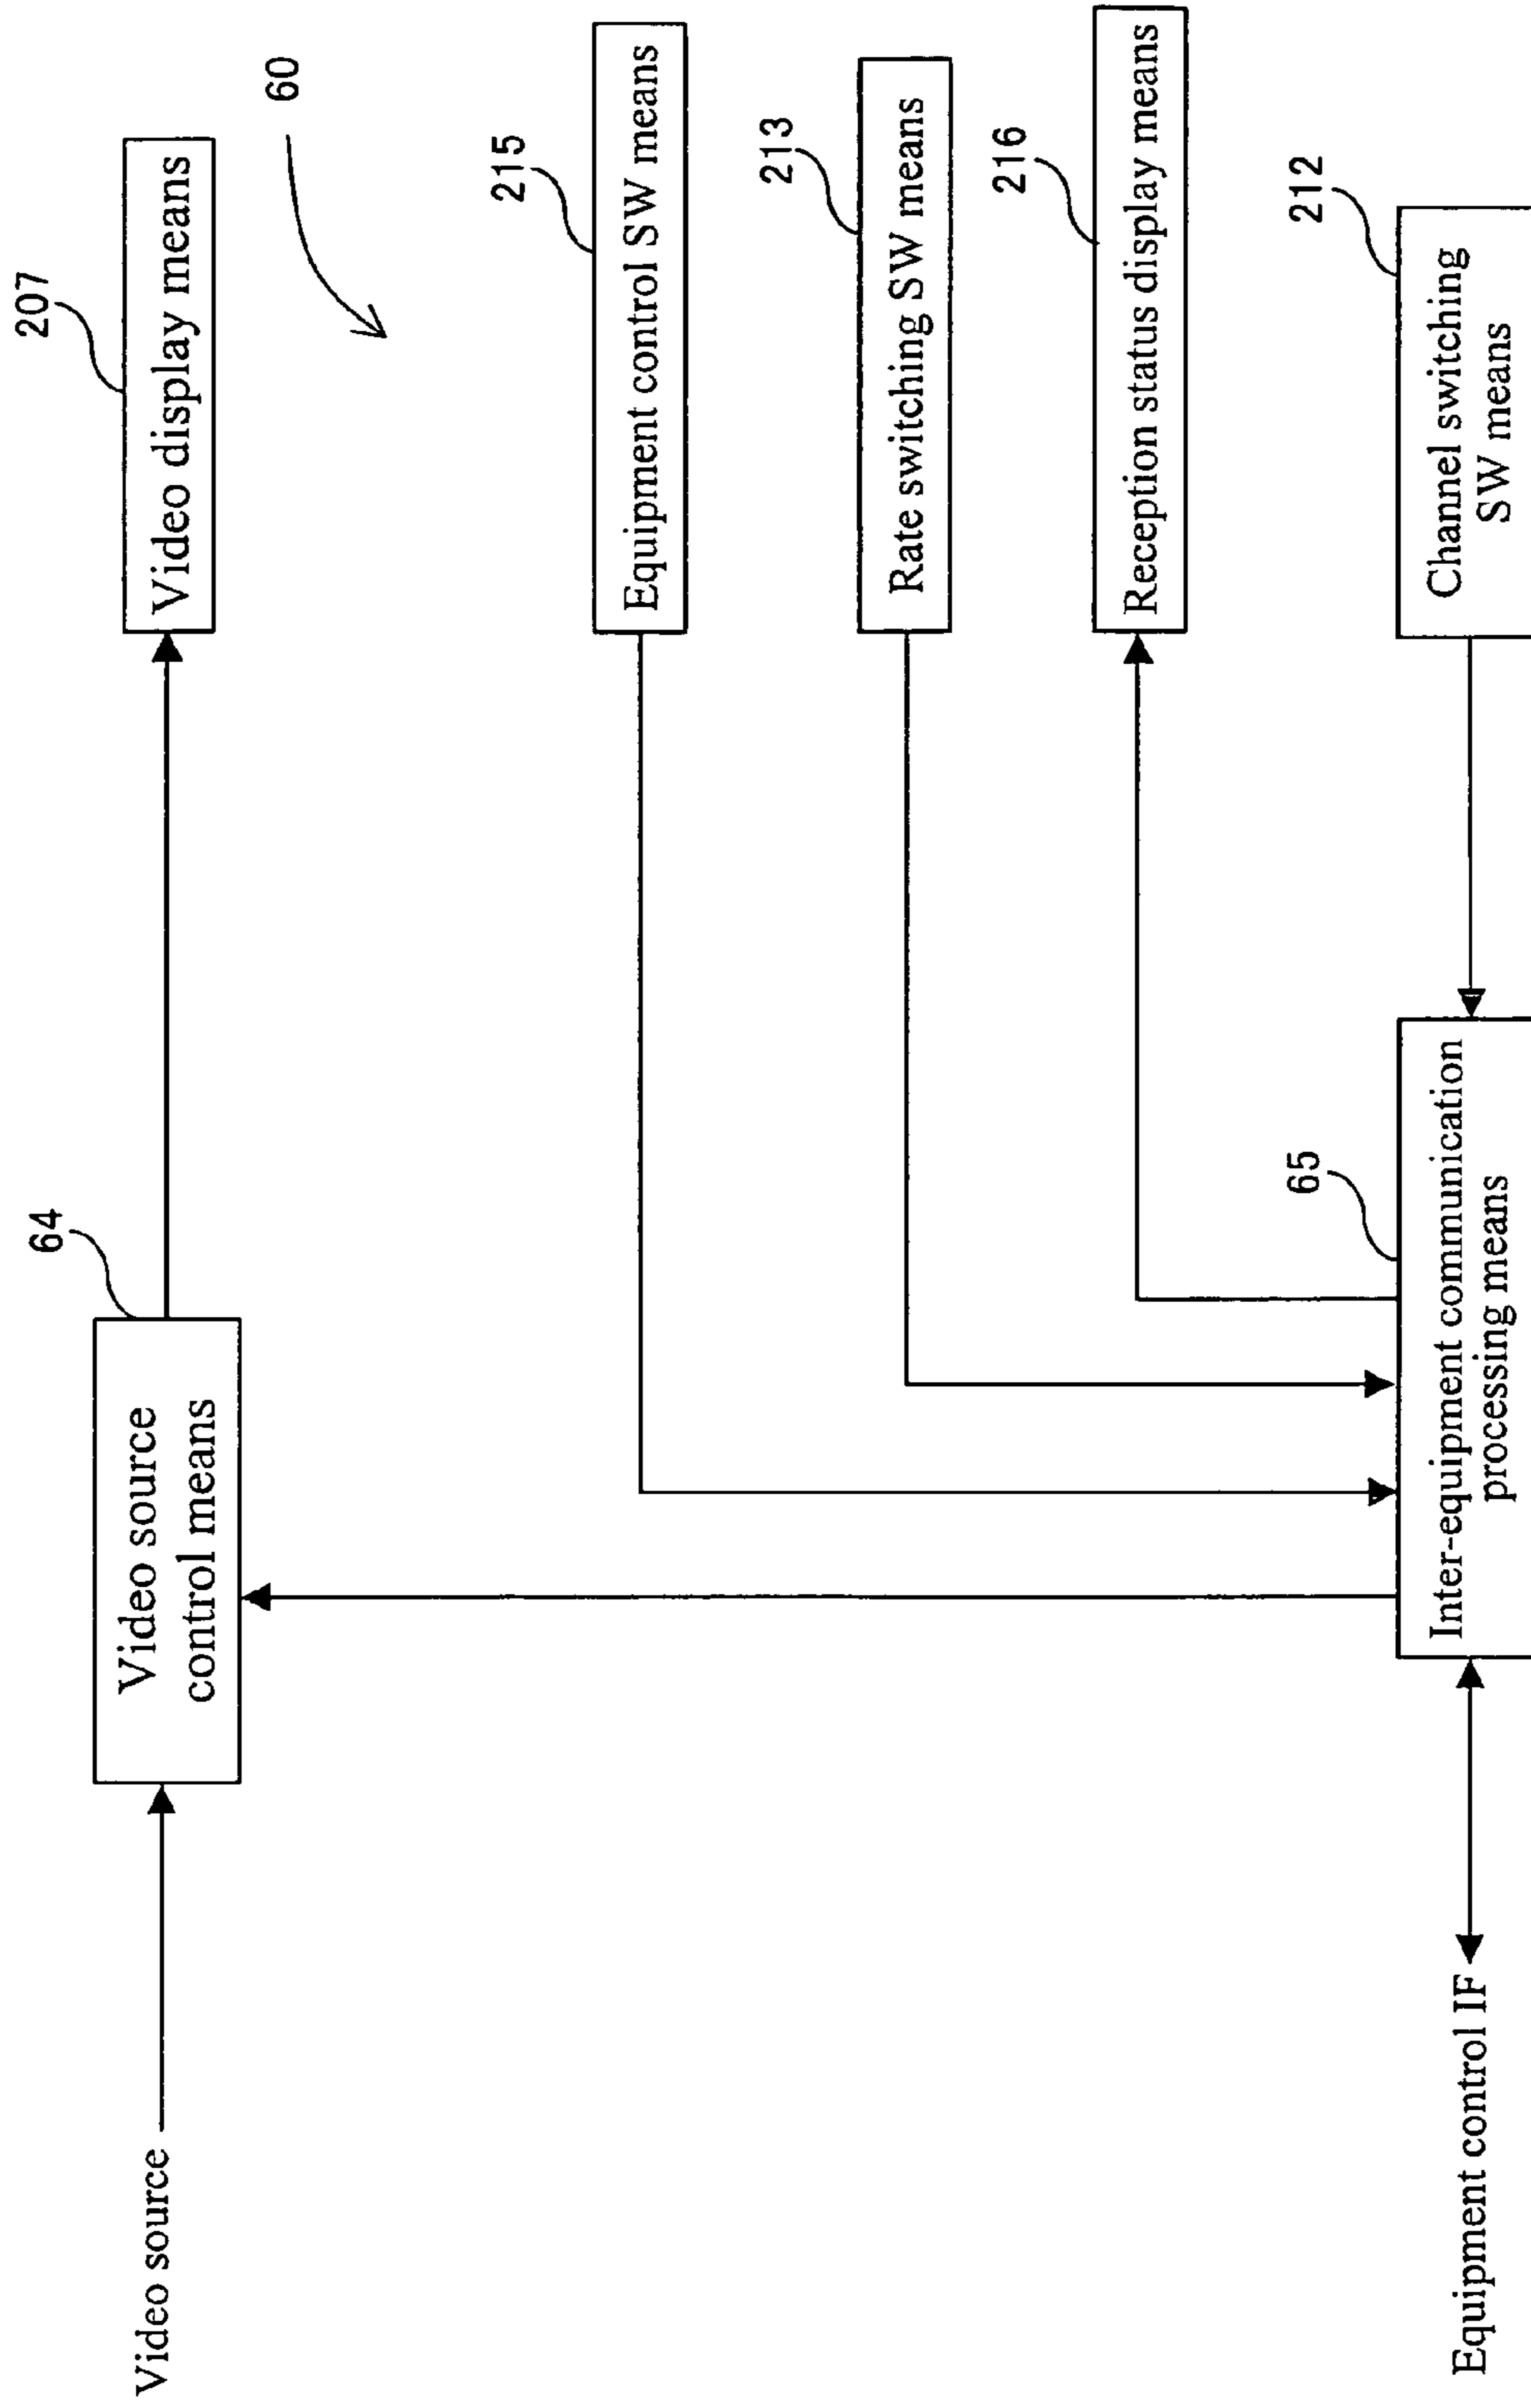 207
Video display means
60
64
Video source
control means
Video source
215
Equipment control SW means
213
Rate switching SW means
216
Reception status display means
212
Channel switching
SW means
65
Inter-equipment communication
processing means
Equipment control IF